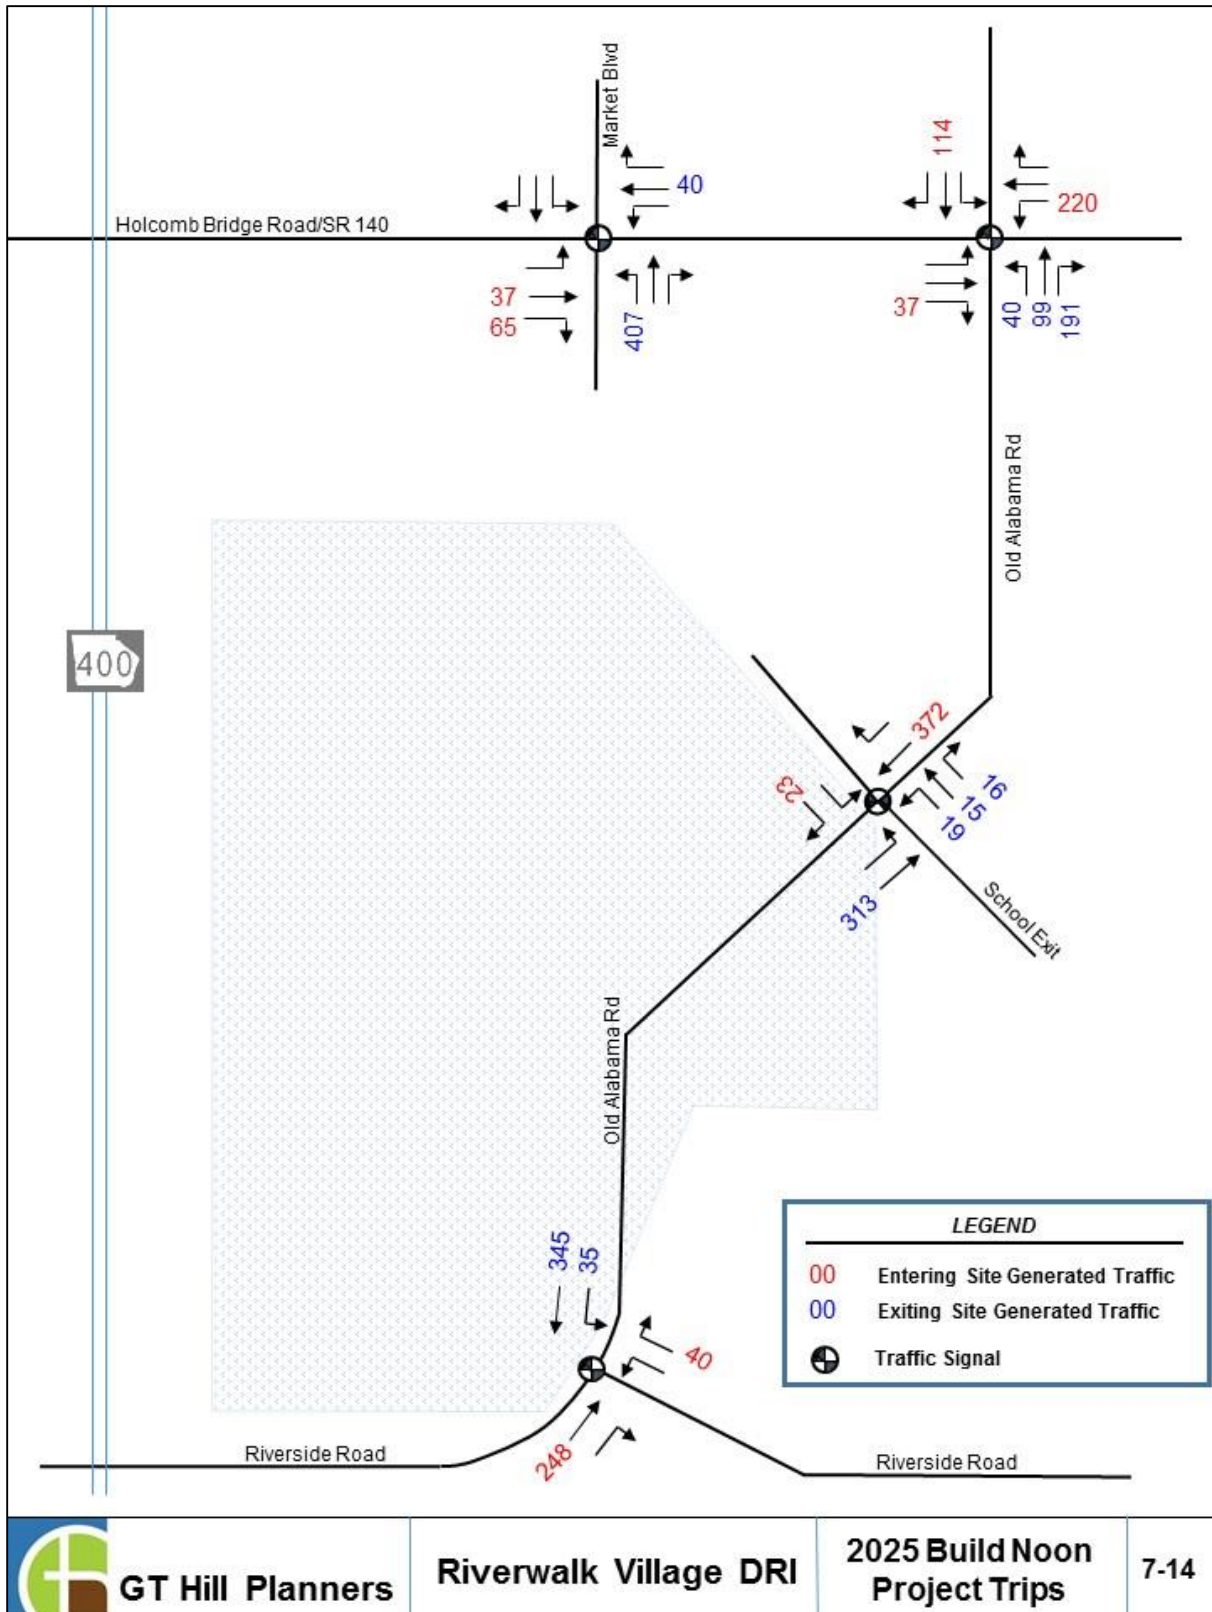 Market Blvd
114
40
220
Holcomb Bridge Road/SR 140
37
65
407
37
40
99
191
Old Alabama Rd
400
372
23
16
15
19
313
School Exit
Old Alabama Rd
345
35
40
248
Riverside Road
Riverside Road
LEGEND
00 Entering Site Generated Traffic
00 Exiting Site Generated Traffic
Traffic Signal
GT Hill Planners
Riverwalk Village DRI
2025 Build Noon
Project Trips
7-14